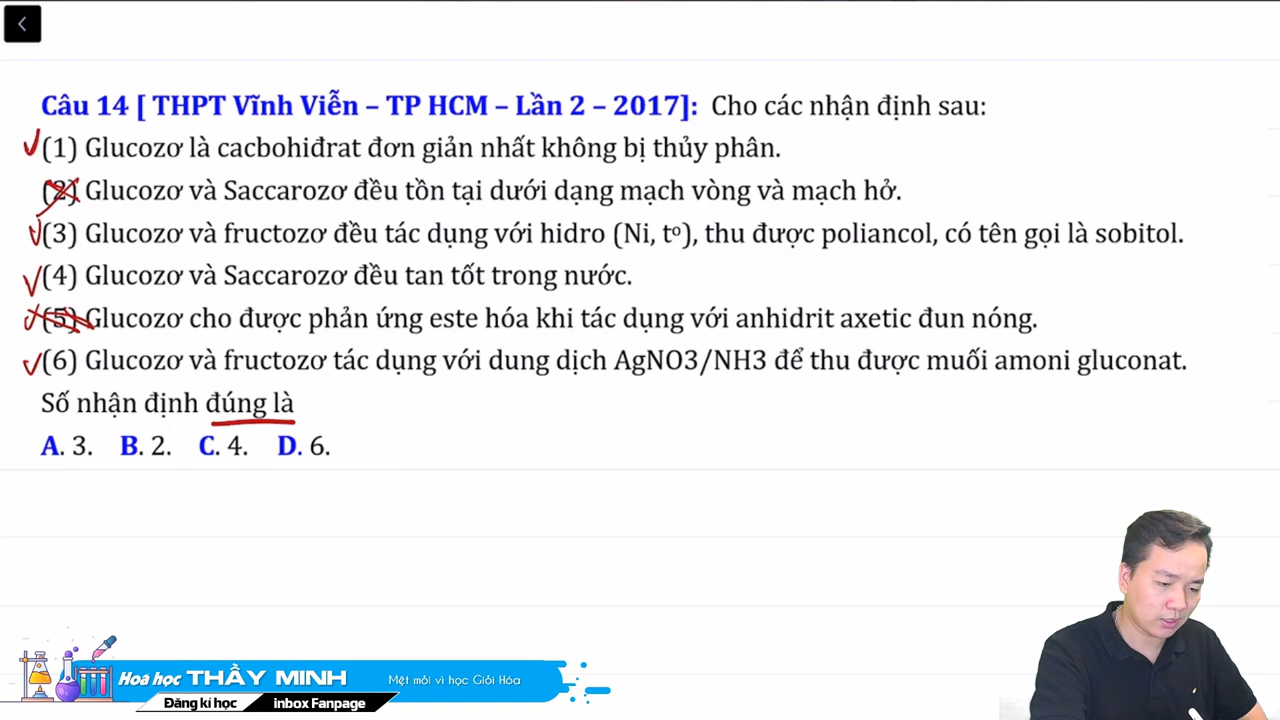 Câu 14 [ THPT Vĩnh Viễn – TP HCM – Lần 2 – 2017]: Cho các nhận định sau:
(1) Glucozơ là cacbohiđrat đơn giản nhất không bị thủy phân.
(2) Glucozơ và Saccarozơ đều tồn tại dưới dạng mạch vòng và mạch hở.
(3) Glucozơ và fructozơ đều tác dụng với hidro (Ni, tº), thu được poliancol, có tên gọi là sobitol.
(4) Glucozơ và Saccarozơ đều tan tốt trong nước.
(5) Glucozơ cho được phản ứng este hóa khi tác dụng với anhidrit axetic đun nóng.
(6) Glucozơ và fructozơ tác dụng với dung dịch AgNO3/NH3 để thu được muối amoni gluconat.
Số nhận định đúng là
A. 3. B. 2. C. 4. D. 6.
Hoá học THẦY MINH
Mệt mỏi vì học Giỏi Hóa
Đăng kí học inbox Fanpage